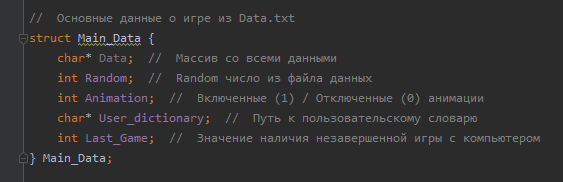 //  Основные данные о игре из Data.txt
struct Main_Data {
    char* Data;  //  Массив со всеми данными
    int Random;  //  Random число из файла данных
    int Animation;  //  Включенные (1) / Отключенные (0) анимации
    char* User_dictionary;  //  Путь к пользовательскому словарю
    int Last_Game;  //  Значение наличия незавершенной игры с компьютером
} Main_Data;